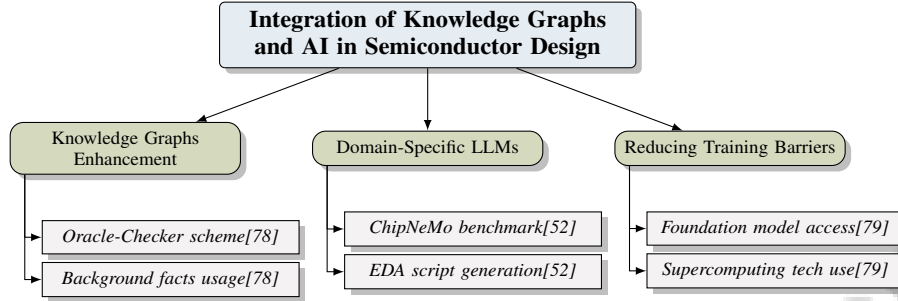 Integration of Knowledge Graphs
and AI in Semiconductor Design
Knowledge Graphs
Enhancement
Domain-Specific LLMs
Reducing Training Barriers
Oracle-Checker scheme[78]
Background facts usage[78]
ChipNeMo benchmark[52]
EDA script generation[52]
Foundation model access[79]
Supercomputing tech use[79]